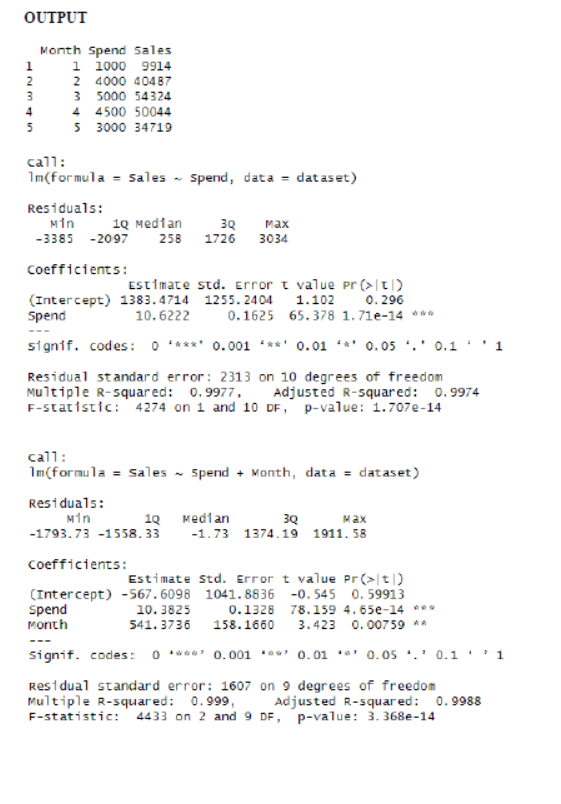 OUTPUT
Month Spend Sales
1 1 1000 9914
2 2 4000 40487
3 3 5000 54324
4 4 4500 50044
5 5 3000 34719
call:
lm(formula = Sales ~ Spend, data = dataset)
Residuals:
Min 1Q Median 3Q Max
-3385 -2097 258 1726 3034
Coefficients:
Estimate Std. Error t value Pr(>|t|)
(Intercept) 1383.4714 1255.2404 1.102 0.296
Spend 10.6222 0.1625 65.378 1.71e-14 ***
---
Signif. codes: 0 '***' 0.001 '**' 0.01 '*' 0.05 '.' 0.1 ' ' 1
Residual standard error: 2313 on 10 degrees of freedom
Multiple R-squared: 0.9977, Adjusted R-squared: 0.9974
F-statistic: 4274 on 1 and 10 DF, p-value: 1.707e-14
call:
lm(formula = Sales ~ Spend + Month, data = dataset)
Residuals:
Min 1Q Median 3Q Max
-1793.73 -1558.33 -1.73 1374.19 1911.58
Coefficients:
Estimate Std. Error t value Pr(>|t|)
(Intercept) -567.6098 1041.8836 -0.545 0.59913
Spend 10.3825 0.1328 78.159 4.65e-14 ***
Month 541.3736 158.1660 3.423 0.00759 **
---
Signif. codes: 0 '***' 0.001 '**' 0.01 '*' 0.05 '.' 0.1 ' ' 1
Residual standard error: 1607 on 9 degrees of freedom
Multiple R-squared: 0.999, Adjusted R-squared: 0.9988
F-statistic: 4433 on 2 and 9 DF, p-value: 3.368e-14